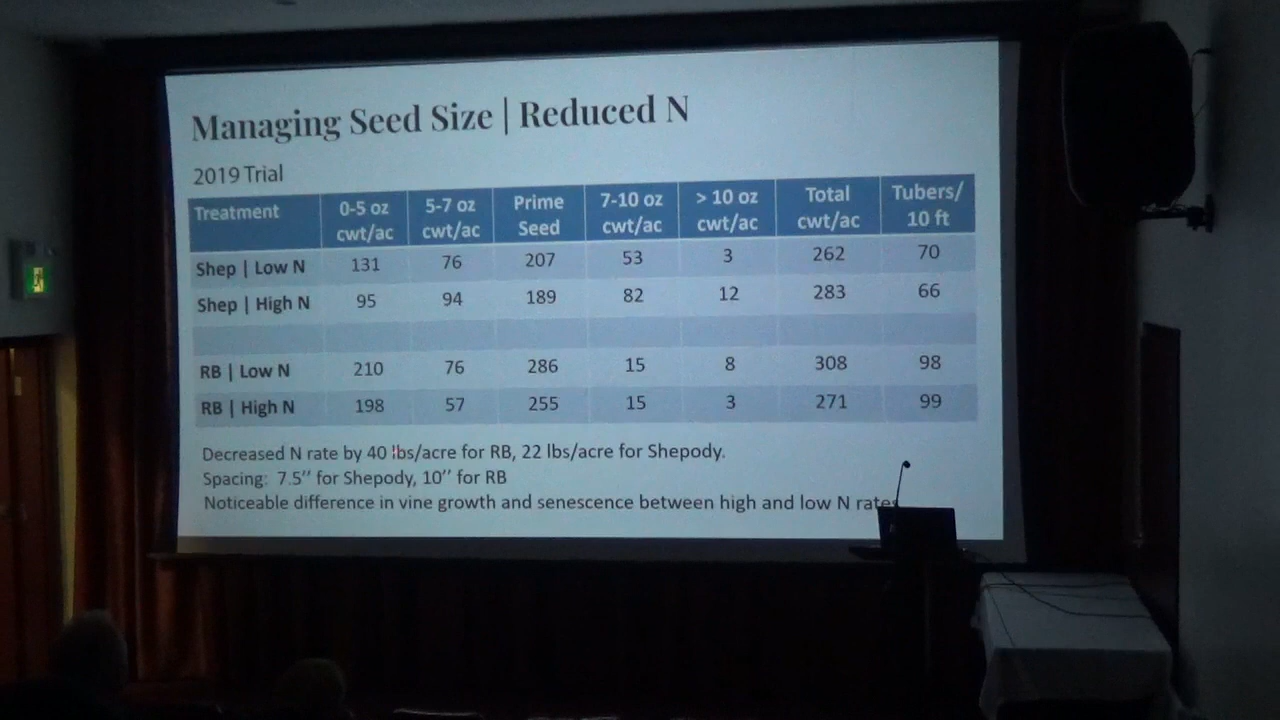 Managing Seed Size | Reduced N
2019 Trial
Treatment 0-5 oz cwt/ac 5-7 oz cwt/ac Prime Seed 7-10 oz cwt/ac > 10 oz cwt/ac Total cwt/ac Tubers/ 10 ft
Shep | Low N 131 76 207 53 3 262 70
Shep | High N 95 94 189 82 12 283 66
RB | Low N 210 76 286 15 8 308 98
RB | High N 198 57 255 15 3 271 99
Decreased N rate by 40 lbs/acre for RB, 22 lbs/acre for Shepody.
Spacing: 7.5’’ for Shepody, 10’’ for RB
Noticeable difference in vine growth and senescence between high and low N rates